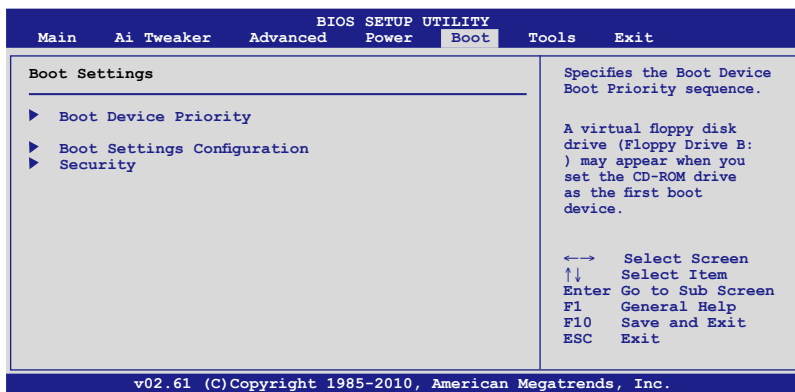 BIOS SETUP UTILITY
Main Ai Tweaker Advanced Power Boot Tools Exit
Boot Settings
Boot Device Priority
Boot Settings Configuration
Security
Specifies the Boot Device
Boot Priority sequence.
A virtual floppy disk
drive (Floppy Drive B:
) may appear when you
set the CD-ROM drive
as the first boot
device.
←→ Select Screen
↑↓ Select Item
Enter Go to Sub Screen
F1 General Help
F10 Save and Exit
ESC Exit
v02.61 (C)Copyright 1985-2010, American Megatrends, Inc.